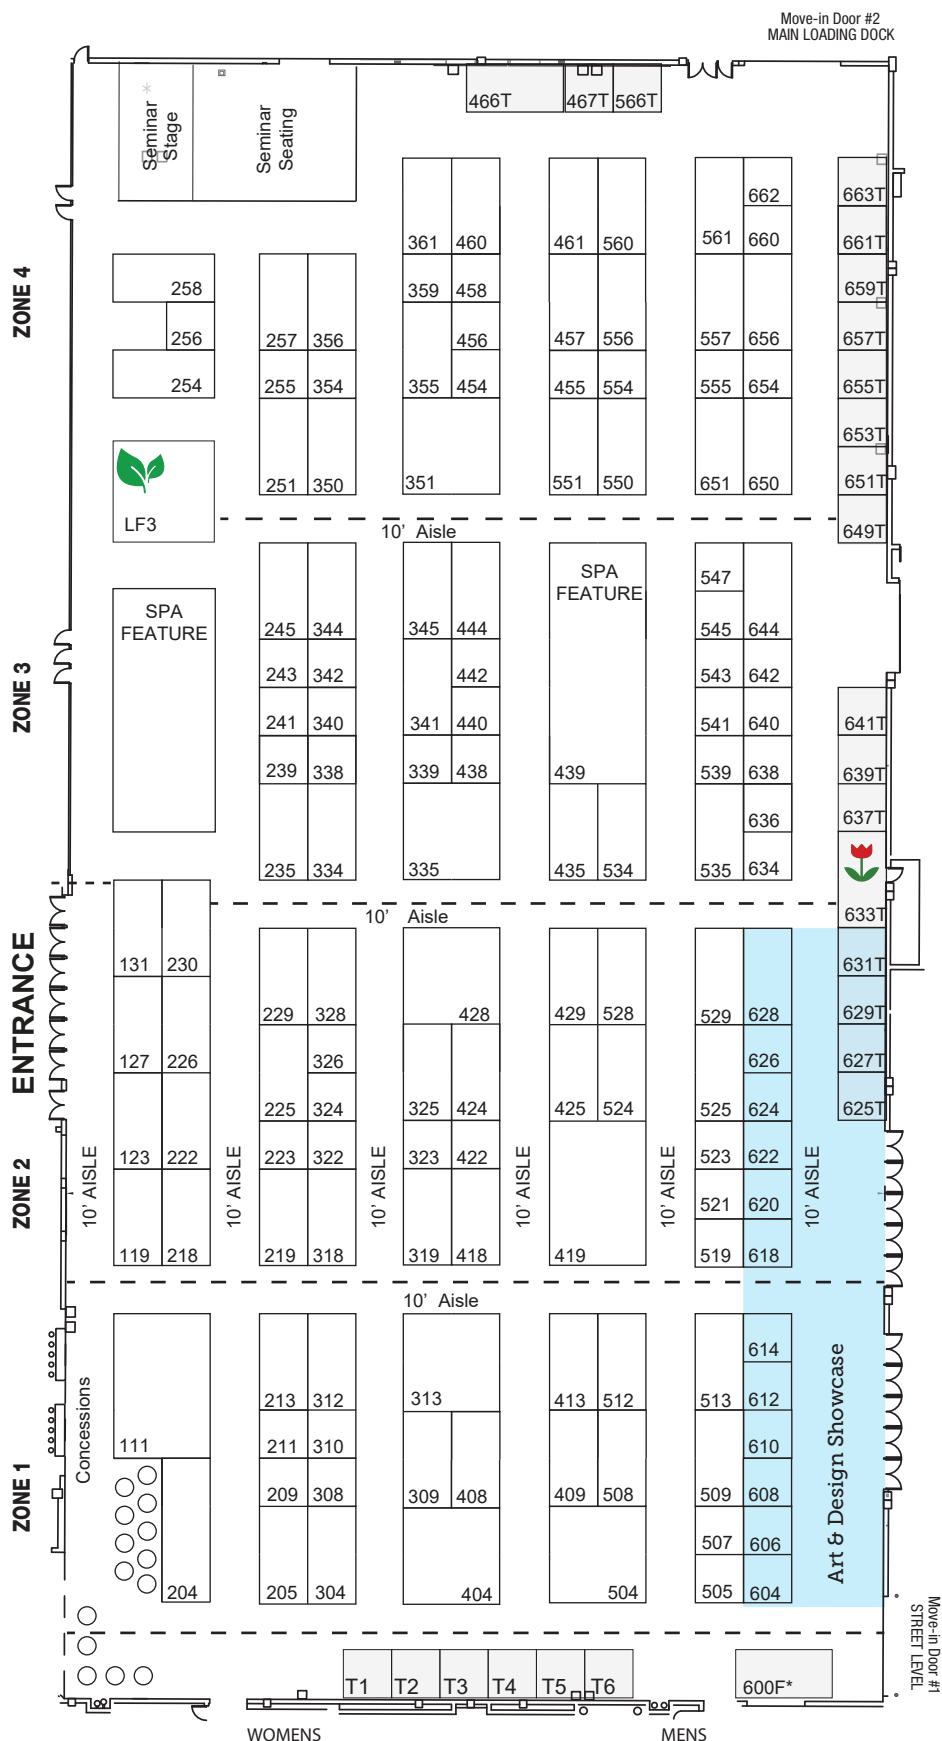 Move-in Door #2
MAIN LOADING DOCK
466T 467T 566T
Seminar
Stage
Seminar
Seating
662 663T
361 460 461 560 561 660 661T
ZONE 4
258 359 458 659T
256 257 356 456 457 556 557 656 657T
254 255 354 355 454 455 554 555 654 655T
653T
251 350 351 551 550 651 650 651T
LF3
10' Aisle
649T
SPA
FEATURE
547
SPA
FEATURE
245 344 345 444 545 644
ZONE 3
243 342 442 543 642
241 340 341 440 541 640 641T
239 338 339 438 439 539 638 639T
636 637T
235 334 335 435 534 535 634
10' Aisle
633T
ENTRANCE
131 230 631T
229 328 428 429 528 529 628 629T
127 226 326 626 627T
225 324 325 424 425 524 525 624 625T
ZONE 2
123 222 223 322 323 422 523 622
10' AISLE
10' AISLE
10' AISLE
10' AISLE
10' AISLE
10' AISLE
521 620
119 218 219 318 319 418 419 519 618
10' Aisle
614
213 312 313 413 512 513 612
Concessions
111 211 310 610
Art & Design Showcase
ZONE 1
209 308 309 408 409 508 509 608
507 606
204 205 304 404 504 505 604
Move-in Door #1
STREET LEVEL
T1 T2 T3 T4 T5 T6 600F*
WOMENS
MENS